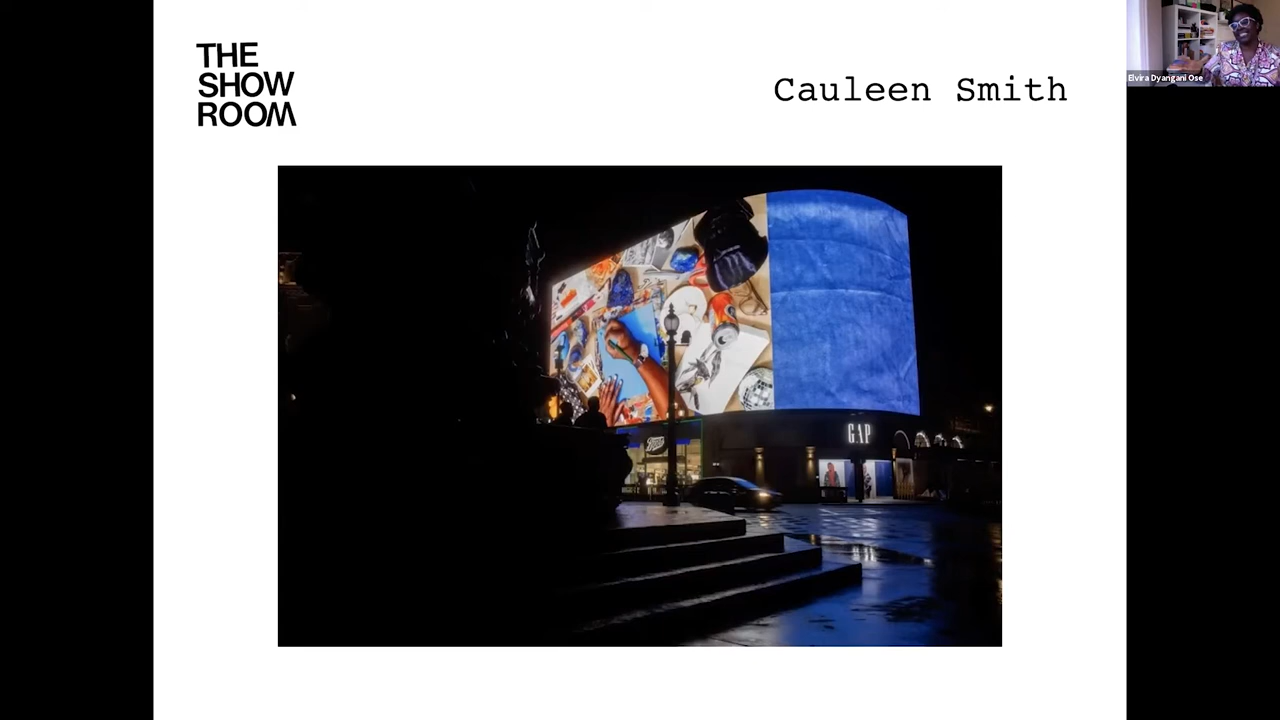 THE
SHOW
ROOM
Cauleen Smith
Elvira Dyangani Ose
Boots
GAP